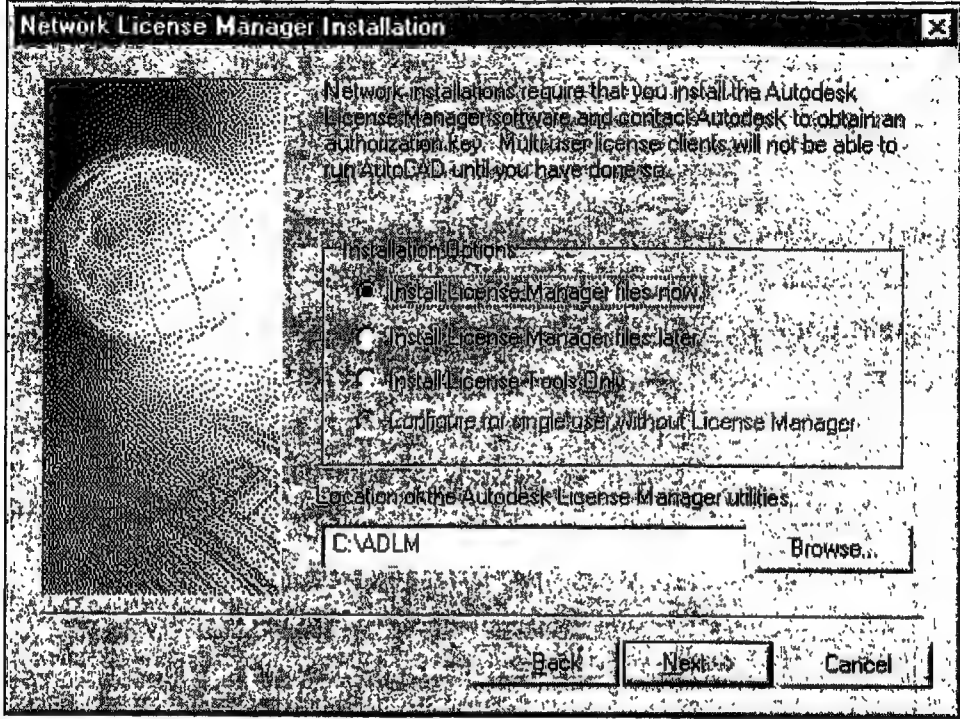 Network License Manager Installation
Network installations require that you install the Autodesk
License Manager software and contact Autodesk to obtain an
authorization key. Multi-user license clients will not be able to
run AutoCAD until you have done so.
Installation Options
Install License Manager files now
Install License Manager files later
Install License Tools Only
Configure for single user without License Manager
Location of the Autodesk License Manager utilities
C:\ADLM
Browse...
Back
Next >
Cancel